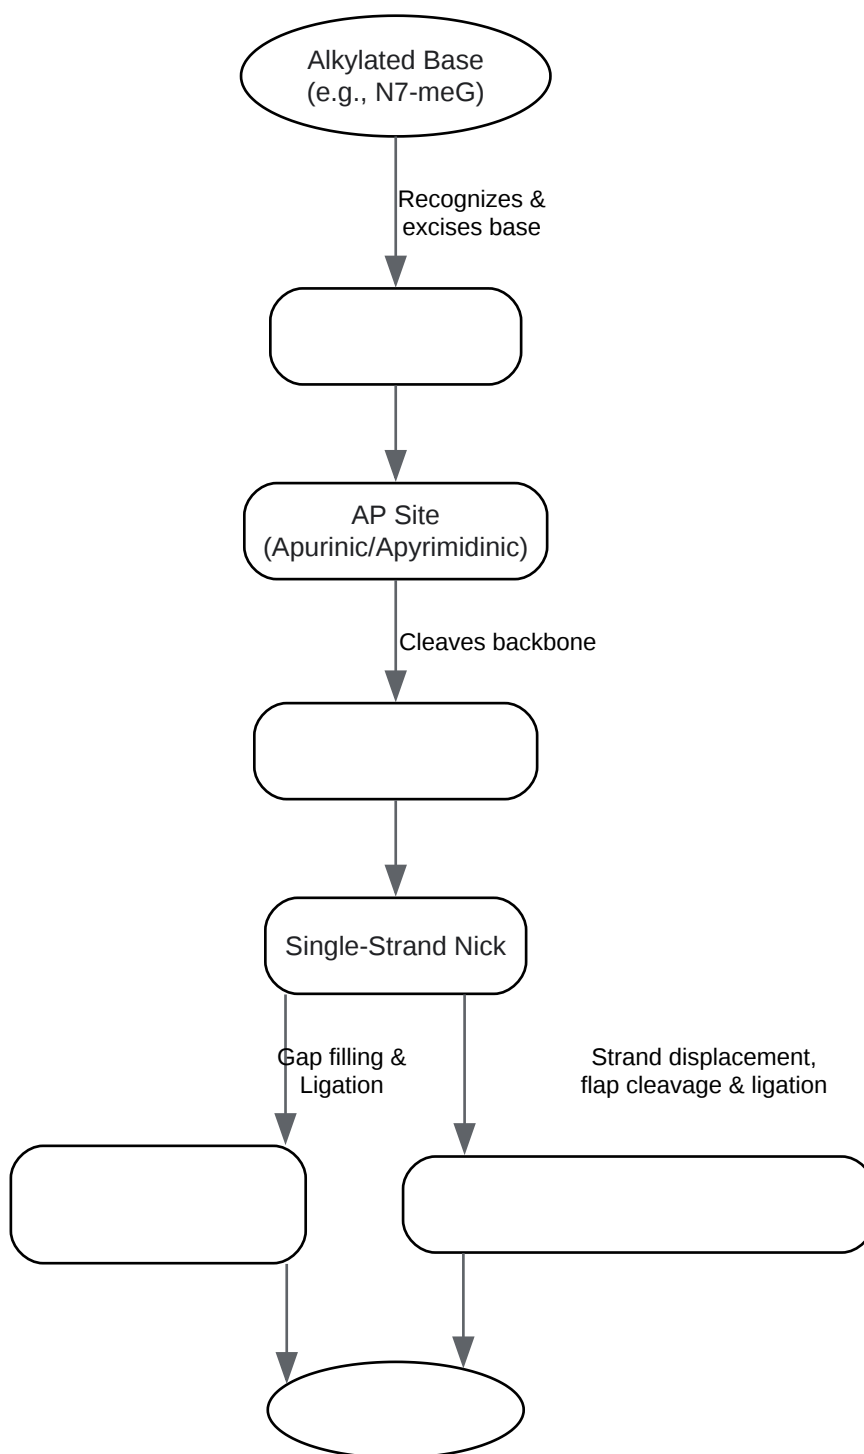 Alkylated Base
(e.g., N7-meG)
Recognizes &
excises base
AP Site
(Apurinic/Apyrimidinic)
Cleaves backbone
Single-Strand Nick
Gap filling &
Ligation
Strand displacement,
flap cleavage & ligation